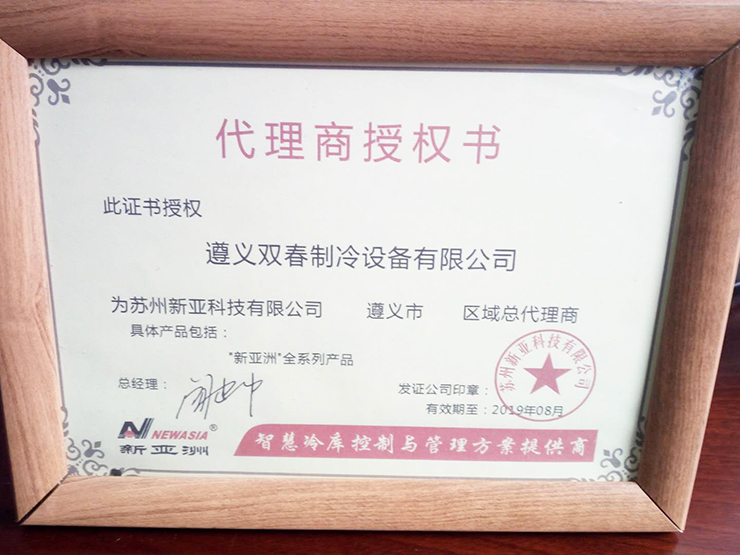 代理商授权书
此证书授权
遵义双春制冷设备有限公司
为苏州新亚科技有限公司 遵义市 区域总代理商
具体产品包括：
"新亚洲"全系列产品
总经理：
发证公司印章：
苏州新亚科技有限公司
有效期至：2019年08月
NEWASIA®
新亚洲
智慧冷库控制与管理方案提供商